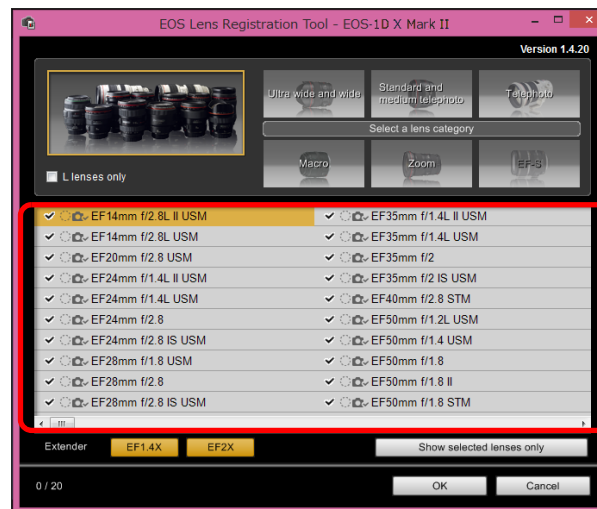 EOS Lens Registration Tool - EOS-1D X Mark II
Version 1.4.20
Ultra wide and wide
Standard and
medium telephoto
Telephoto
Select a lens category
L lenses only
Macro
Zoom
EF-S
EF14mm f/2.8L II USM
EF14mm f/2.8L USM
EF20mm f/2.8 USM
EF24mm f/1.4L II USM
EF24mm f/1.4L USM
EF24mm f/2.8
EF24mm f/2.8 IS USM
EF28mm f/1.8 USM
EF28mm f/2.8
EF28mm f/2.8 IS USM
EF35mm f/1.4L II USM
EF35mm f/1.4L USM
EF35mm f/2
EF35mm f/2 IS USM
EF40mm f/2.8 STM
EF50mm f/1.2L USM
EF50mm f/1.4 USM
EF50mm f/1.8
EF50mm f/1.8 II
EF50mm f/1.8 STM
Extender
EF1.4X
EF2X
Show selected lenses only
0 / 20
OK
Cancel